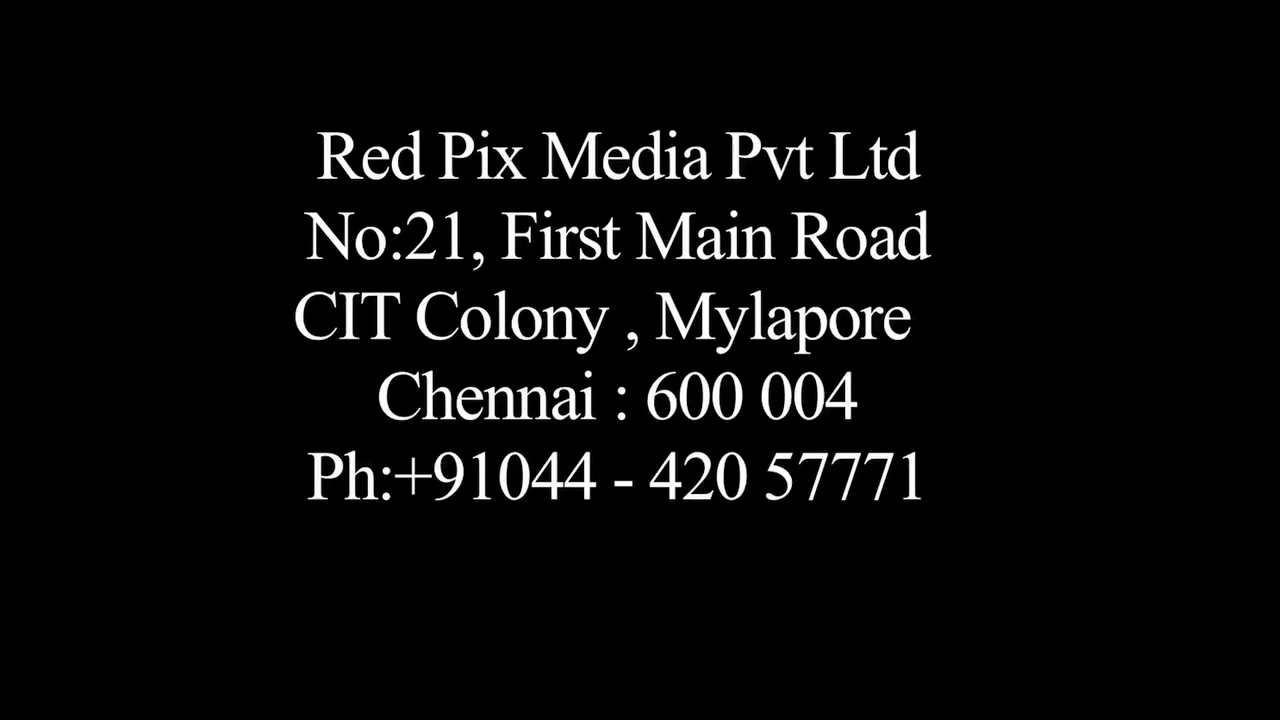 Red Pix Media Pvt Ltd
No:21, First Main Road
CIT Colony , Mylapore
Chennai : 600 004
Ph:+91044 - 420 57771